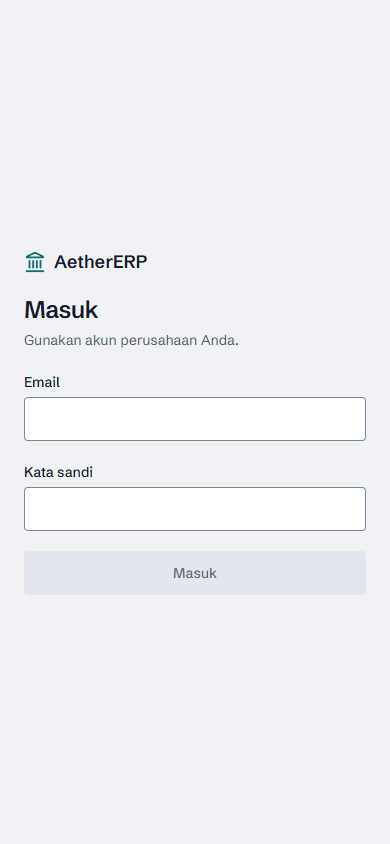 AetherERP
Masuk
Gunakan akun perusahaan Anda.
Email
Kata sandi
Masuk